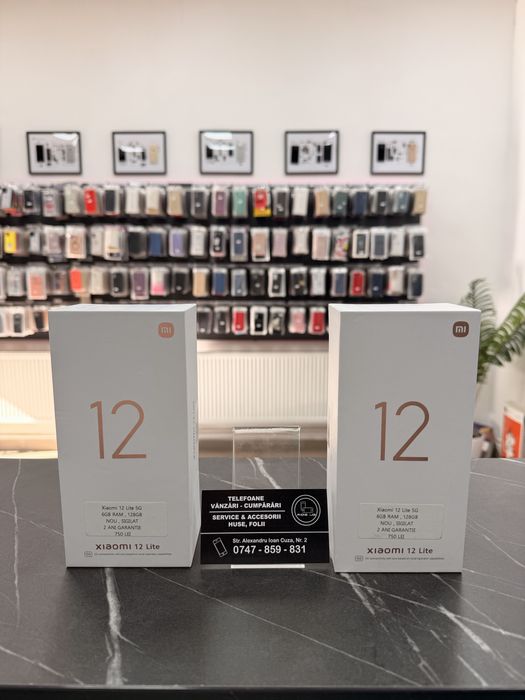 mi
12
Xiaomi 12 Lite 5G
6GB RAM , 128GB
NOU , SIGILAT
2 ANI GARANTIE
750 LEI
XIAOMI 12 Lite
TELEFOANE
VÂNZĂRI - CUMPĂRĂRI
SERVICE & ACCESORII
HUSE, FOLII
Str. Alexandru Ioan Cuza, Nr. 2
0747 - 859 - 831
mi
12
Xiaomi 12 Lite 5G
6GB RAM , 128GB
NOU , SIGILAT
2 ANI GARANTIE
750 LEI
XIAOMI 12 Lite